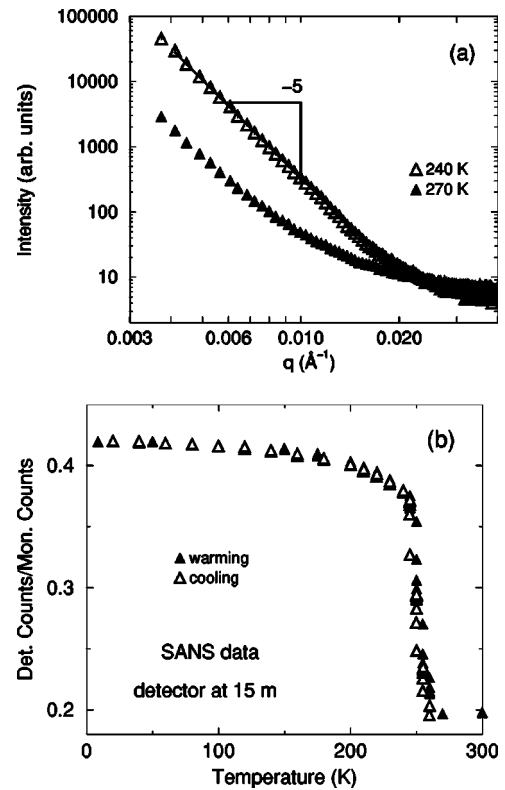 100000
10000
1000
100
10
Intensity (arb. units)
(a)
−5
240 K
270 K
0.003
0.006
0.010
0.020
q (Å⁻¹)
(b)
0.4
0.3
0.2
Det. Counts/Mon. Counts
warming
cooling
SANS data
detector at 15 m
0
100
200
300
Temperature (K)